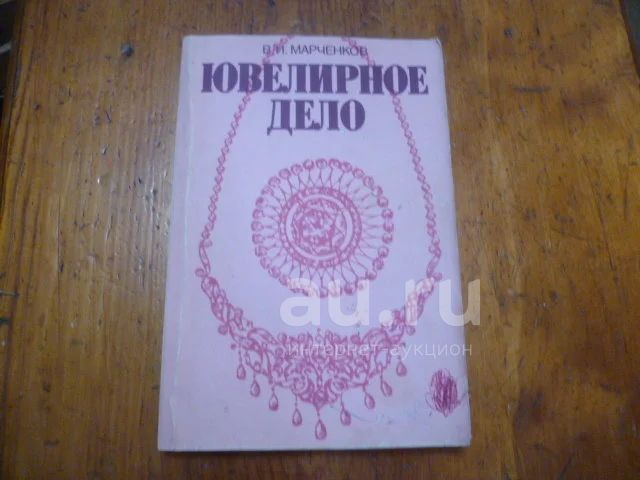 В.И. МАРЧЕНКОВ
ЮВЕЛИРНОЕ
ДЕЛО
au.ru
интернет-аукцион